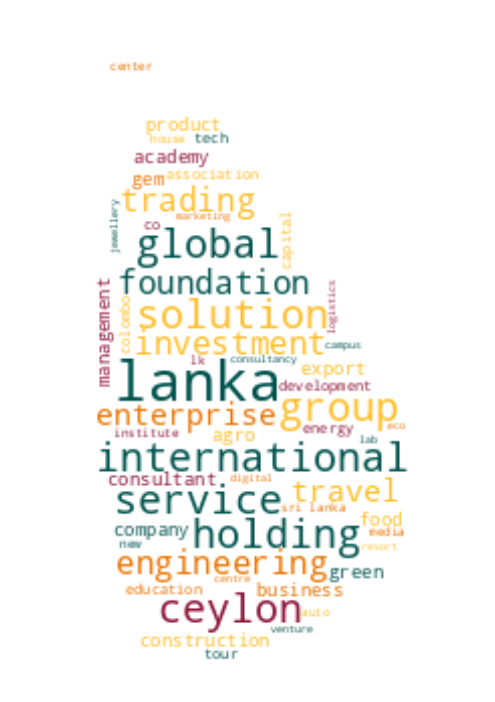 center
product
house tech
academy
gem association
trading
jewellery
marketing
co
capital
global
foundation
management
colombo
solution
logistics
investment
campus
lk consultancy
export
lanka
development
enterprise group
institute agro energy eco
lab
international
consultant digital
service travel
sri lanka
food
company holding media
new resort
engineering green
centre
education business
ceylon auto
venture
construction
tour